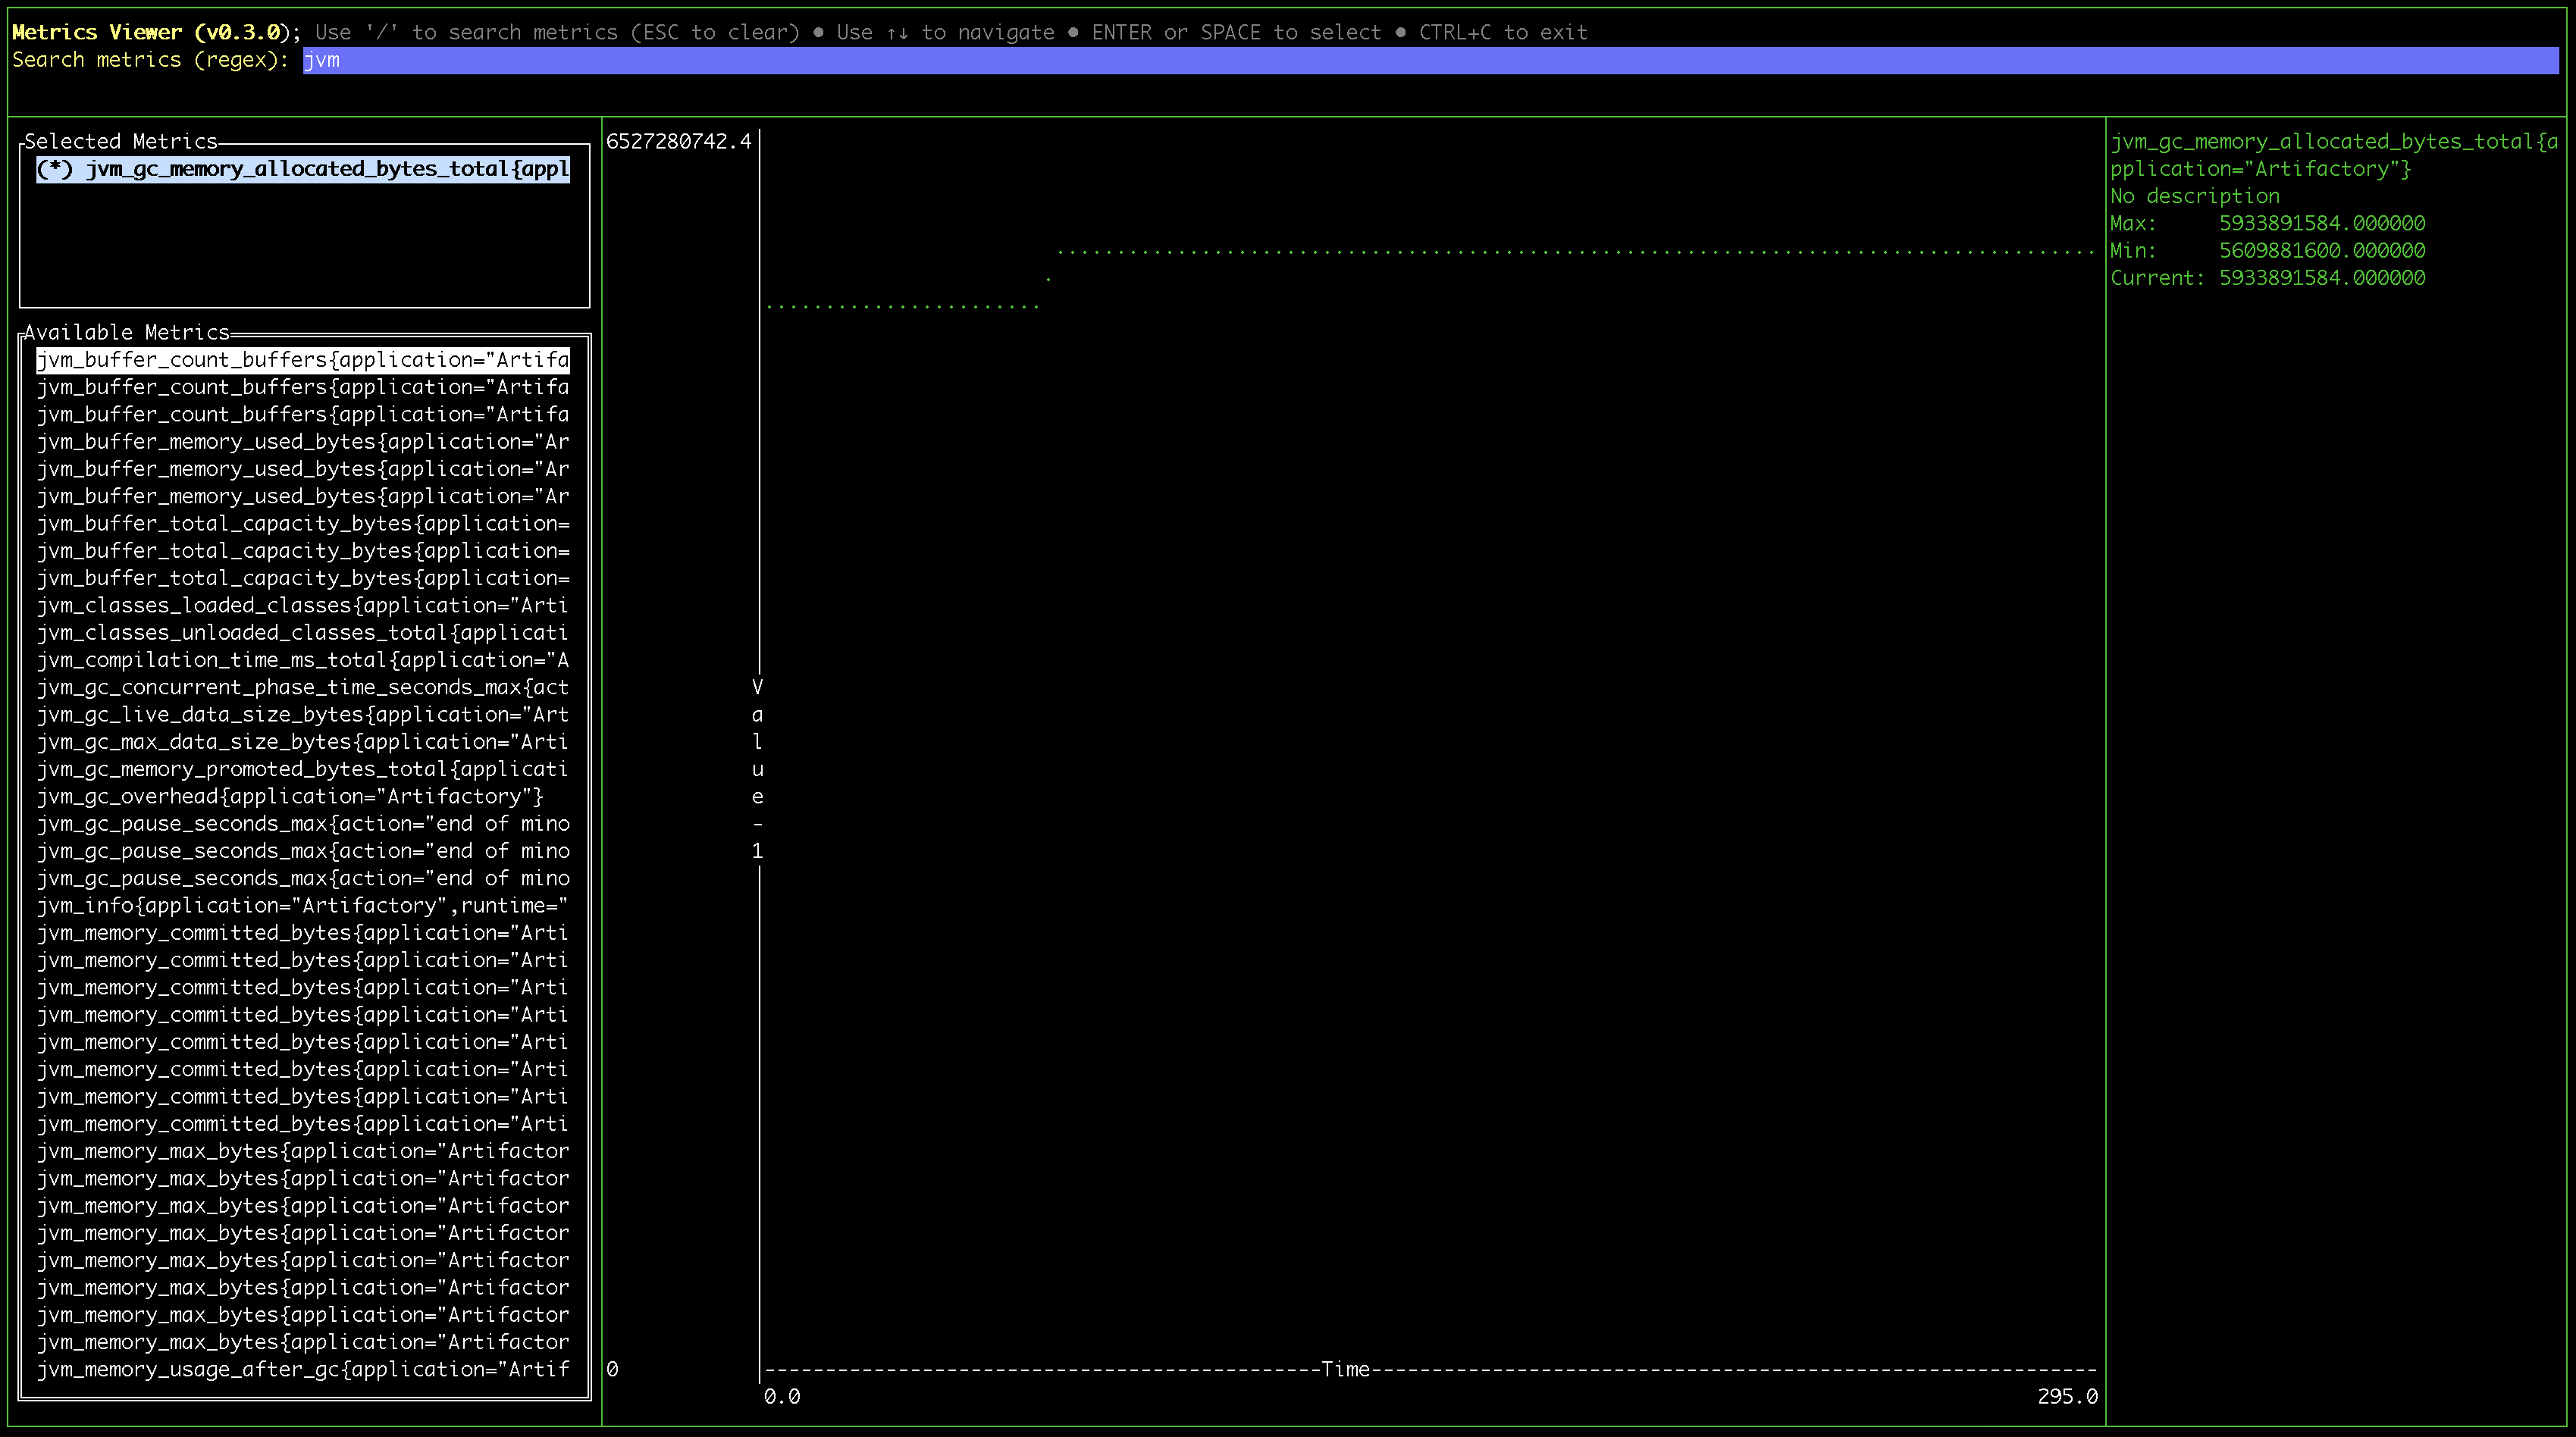 Metrics Viewer (v0.3.0); Use '/' to search metrics (ESC to clear) ● Use ↑↓ to navigate ● ENTER or SPACE to select ● CTRL+C to exit
Search metrics (regex): jvm
Selected Metrics
(*) jvm_gc_memory_allocated_bytes_total{appl
Available Metrics
jvm_buffer_count_buffers{application="Artifa
jvm_buffer_count_buffers{application="Artifa
jvm_buffer_count_buffers{application="Artifa
jvm_buffer_memory_used_bytes{application="Ar
jvm_buffer_memory_used_bytes{application="Ar
jvm_buffer_memory_used_bytes{application="Ar
jvm_buffer_total_capacity_bytes{application=
jvm_buffer_total_capacity_bytes{application=
jvm_buffer_total_capacity_bytes{application=
jvm_classes_loaded_classes{application="Arti
jvm_classes_unloaded_classes_total{applicati
jvm_compilation_time_ms_total{application="A
jvm_gc_concurrent_phase_time_seconds_max{act
jvm_gc_live_data_size_bytes{application="Art
jvm_gc_max_data_size_bytes{application="Arti
jvm_gc_memory_promoted_bytes_total{applicati
jvm_gc_overhead{application="Artifactory"}
jvm_gc_pause_seconds_max{action="end of mino
jvm_gc_pause_seconds_max{action="end of mino
jvm_gc_pause_seconds_max{action="end of mino
jvm_info{application="Artifactory",runtime="
jvm_memory_committed_bytes{application="Arti
jvm_memory_committed_bytes{application="Arti
jvm_memory_committed_bytes{application="Arti
jvm_memory_committed_bytes{application="Arti
jvm_memory_committed_bytes{application="Arti
jvm_memory_committed_bytes{application="Arti
jvm_memory_committed_bytes{application="Arti
jvm_memory_committed_bytes{application="Arti
jvm_memory_max_bytes{application="Artifactor
jvm_memory_max_bytes{application="Artifactor
jvm_memory_max_bytes{application="Artifactor
jvm_memory_max_bytes{application="Artifactor
jvm_memory_max_bytes{application="Artifactor
jvm_memory_max_bytes{application="Artifactor
jvm_memory_max_bytes{application="Artifactor
jvm_memory_max_bytes{application="Artifactor
jvm_memory_usage_after_gc{application="Artif
6527280742.4
Value-1
0
Time
0.0 295.0
jvm_gc_memory_allocated_bytes_total{a
pplication="Artifactory"}
No description
Max: 5933891584.000000
Min: 5609881600.000000
Current: 5933891584.000000